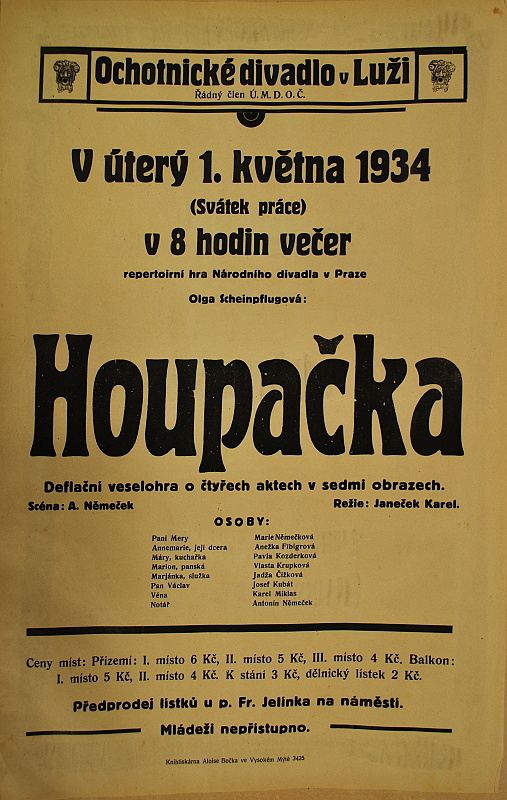 Ochotnické divadlo v Luži
Řádný člen Ú. M. D. O. Č.
V úterý 1. května 1934
(Svátek práce)
v 8 hodin večer
repertoirní hra Národního divadla v Praze
Olga Scheinpflugová:
Houpačka
Deflační veselohra o čtyřech aktech v sedmi obrazech.
Scéna: A. Němeček Režie: Janeček Karel.
OSOBY:
Paní Mery Marie Němečková
Annemarie, její dcera Anežka Fibigrová
Máry, kuchařka Pavla Kozderková
Marion, panská Vlasta Krupková
Marjánka, služka Jadža Čížková
Pan Václav Josef Kubát
Véna Karel Miklas
Notář Antonín Němeček
Ceny míst: Přízemí: I. místo 6 Kč, II. místo 5 Kč, III. místo 4 Kč. Balkon:
I. místo 5 Kč, II. místo 4 Kč. K stání 3 Kč, dělnický lístek 2 Kč.
Předprodej lístků u p. Fr. Jelínka na náměstí.
Mládeži nepřístupno.
Knihtiskárna Aloise Bočka ve Vysokém Mýtě 3425